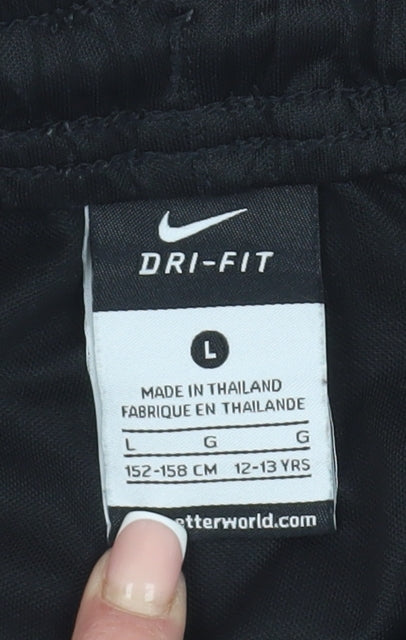 DRI-FIT
L
MADE IN THAILAND
FABRIQUE EN THAILANDE
L G G
152-158 CM 12-13 YRS